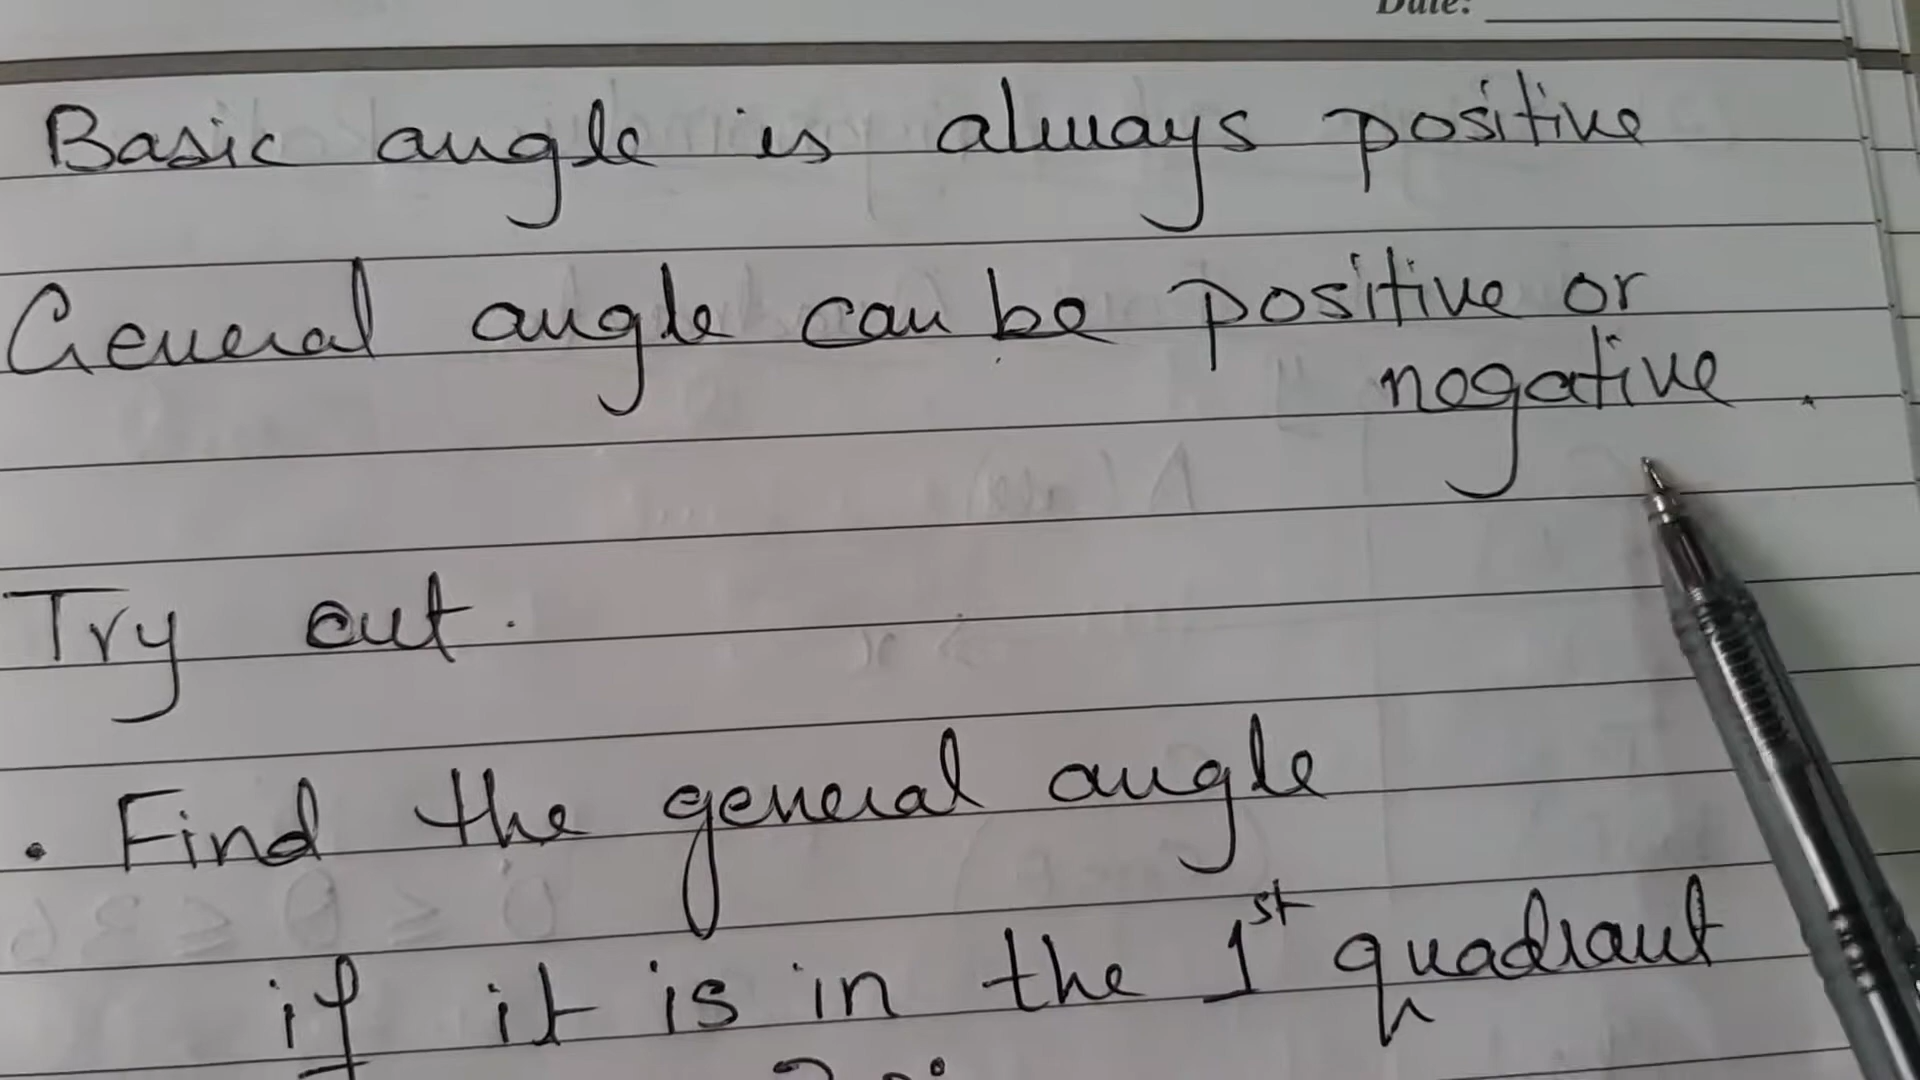 Date:
Basic angle is always positive
General angle can be positive or
negative.
Try out.
. Find the general angle
if it is in the 1st quadrant